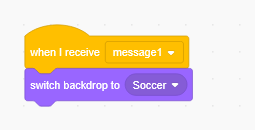 when I receive message1
switch backdrop to Soccer